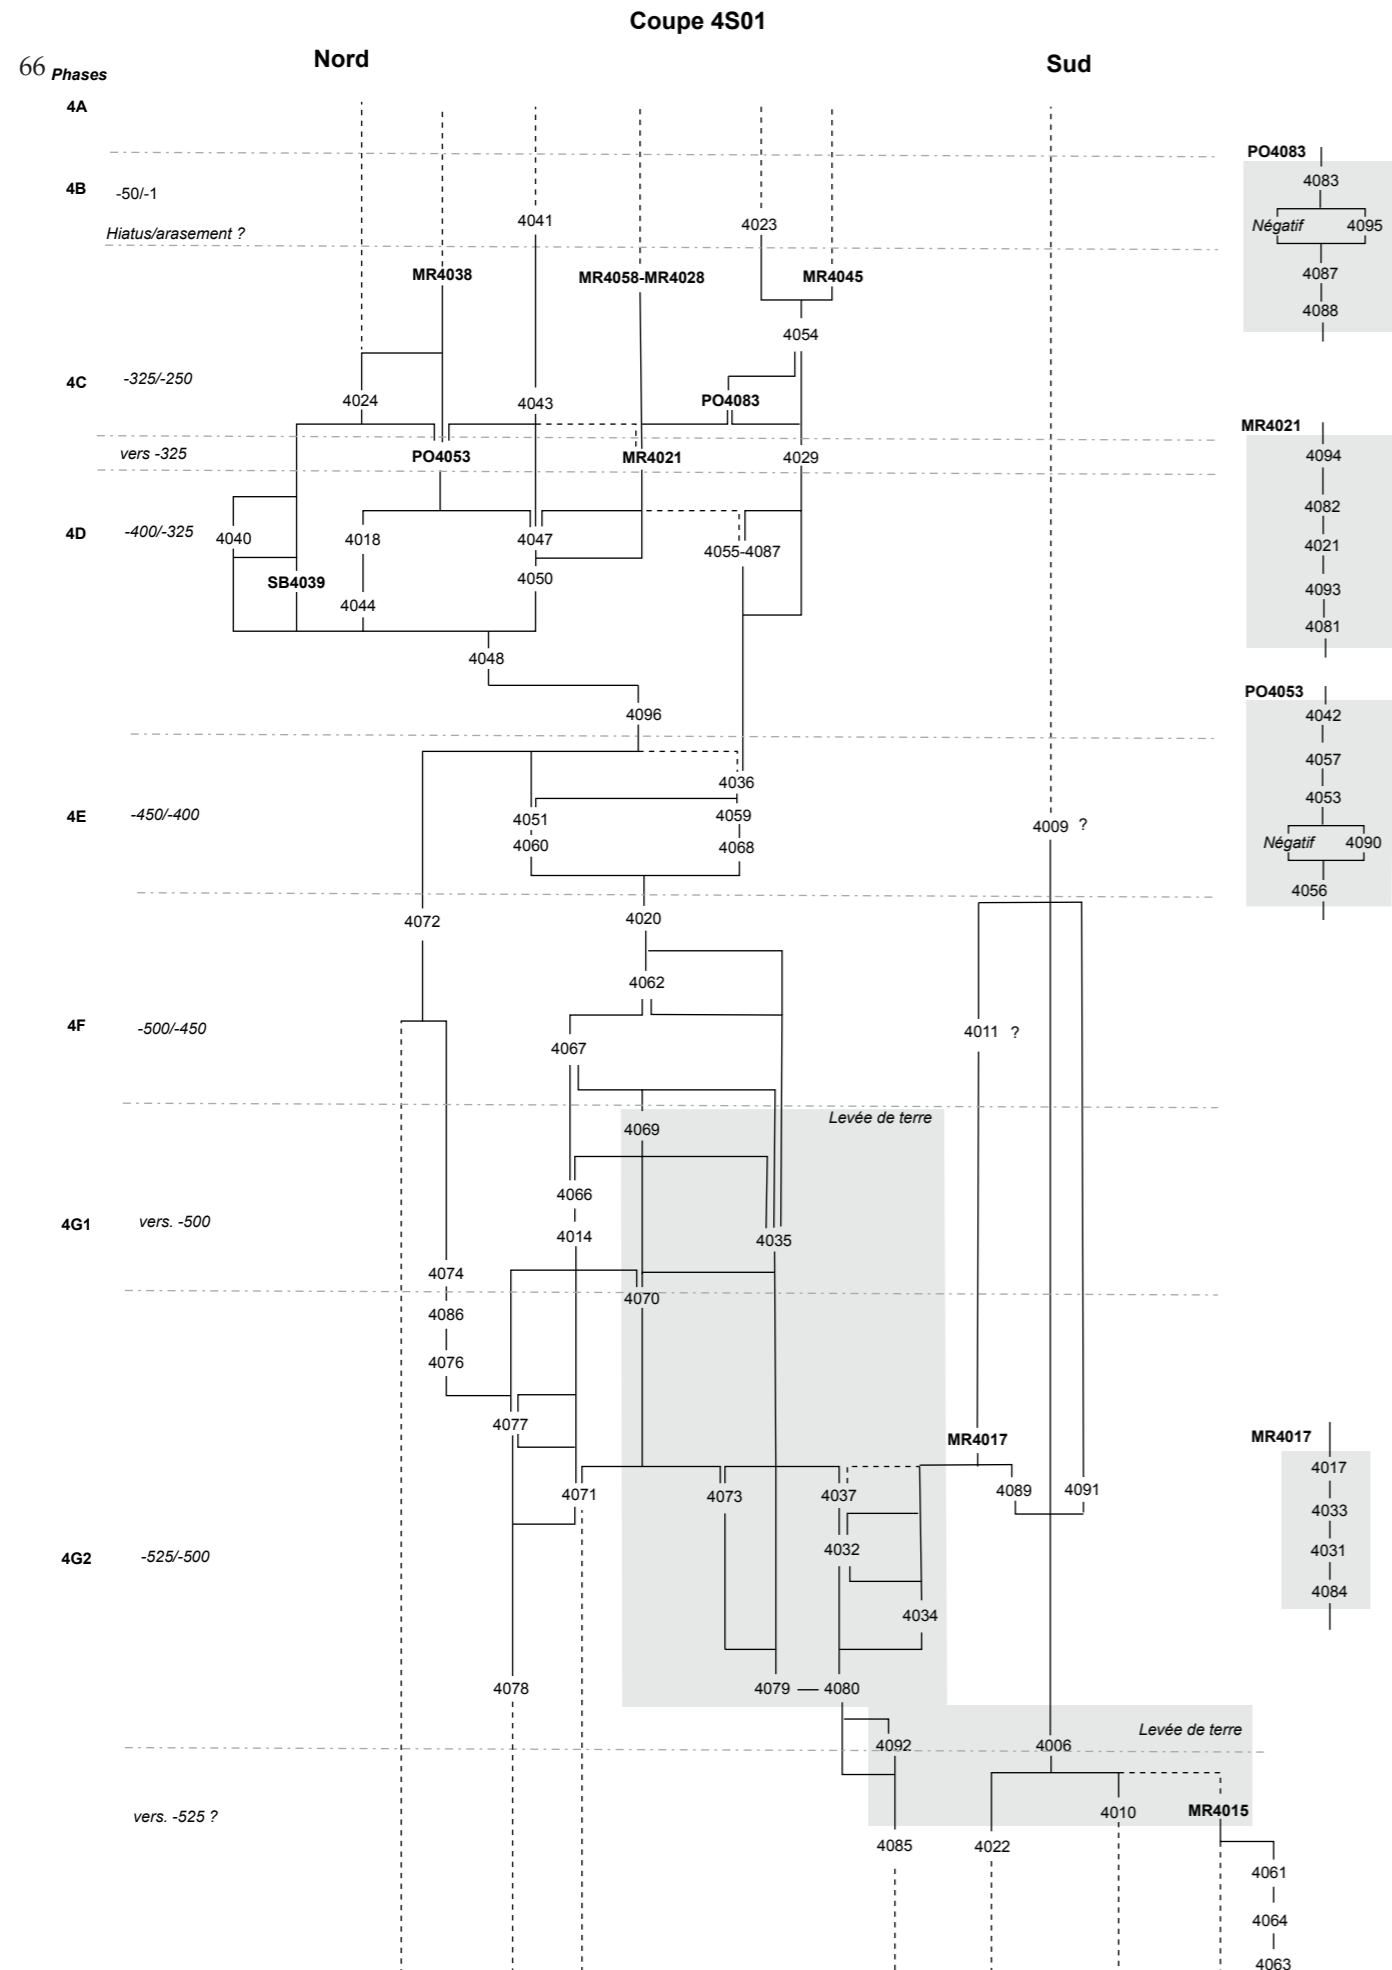 Coupe 4S01
66 Phases
Nord
Sud
4A
4B
-50/-1
Hiatus/arasement ?
4041
4023
MR4038
MR4058-MR4028
MR4045
4054
4C
-325/-250
4024
4043
PO4083
vers -325
PO4053
MR4021
4029
4D
-400/-325
4040
4018
4047
4055-4087
SB4039
4050
4044
4048
4096
4036
4E
-450/-400
4051
4059
4009 ?
4060
4068
4072
4020
4062
4F
-500/-450
4067
4011 ?
Levée de terre
4069
4066
4G1
vers. -500
4014
4035
4074
4070
4086
4076
4077
MR4017
4071
4073
4037
4089
4091
4G2
-525/-500
4032
4034
4078
4079
4080
Levée de terre
4092
4006
vers. -525 ?
4010
MR4015
4085
4022
4061
4064
4063
PO4083
4083
Négatif
4095
4087
4088
MR4021
4094
4082
4021
4093
4081
PO4053
4042
4057
4053
Négatif
4090
4056
MR4017
4017
4033
4031
4084